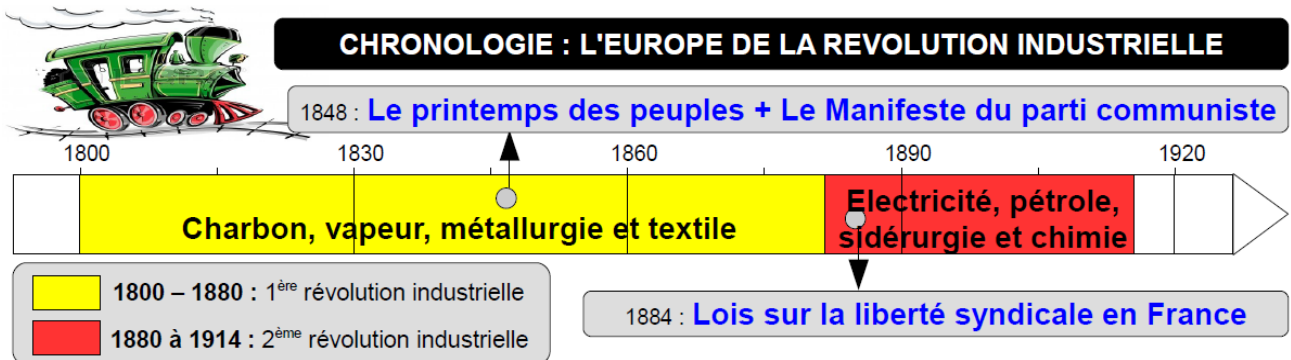 CHRONOLOGIE : L'EUROPE DE LA REVOLUTION INDUSTRIELLE
1848 : Le printemps des peuples + Le Manifeste du parti communiste
1800 1830 1860 1890 1920
Charbon, vapeur, métallurgie et textile
Electricité, pétrole,
sidérurgie et chimie
1800 – 1880 : 1ère révolution industrielle
1880 à 1914 : 2ème révolution industrielle
1884 : Lois sur la liberté syndicale en France